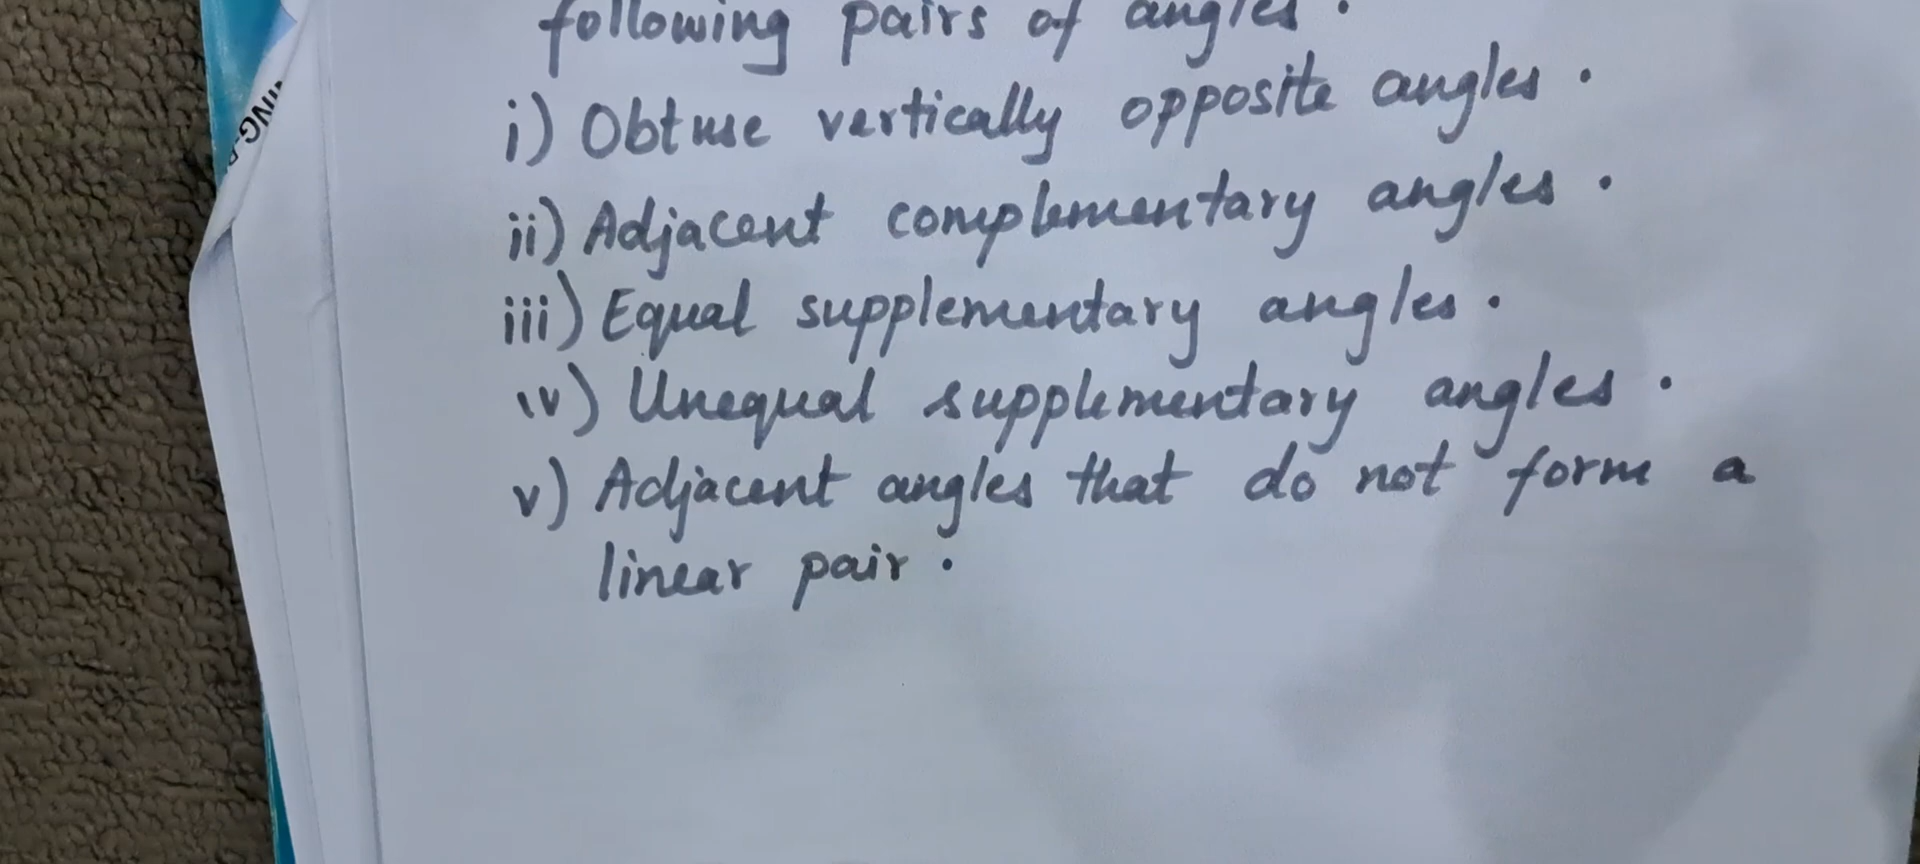 following pairs of angles.
i) Obtuse vertically opposite angles.
ii) Adjacent complementary angles.
iii) Equal supplementary angles.
iv) Unequal supplementary angles.
v) Adjacent angles that do not form a
linear pair.